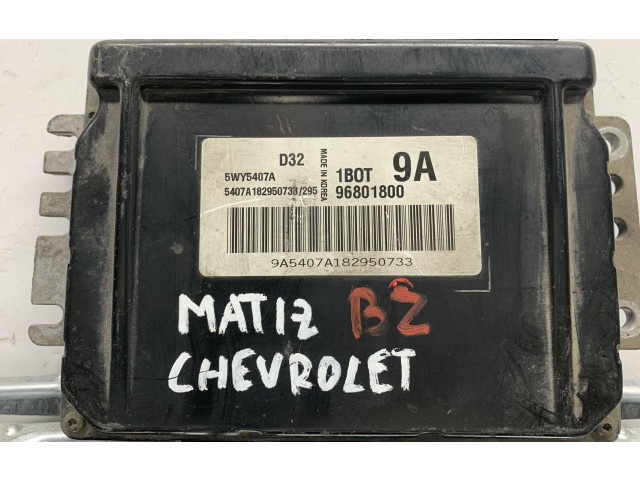 D32
MADE IN KOREA
1BOT 9A
5WY5407A
5407A182950733/295
96801800
9A5407A182950733
MATIZ BZ
CHEVROLET